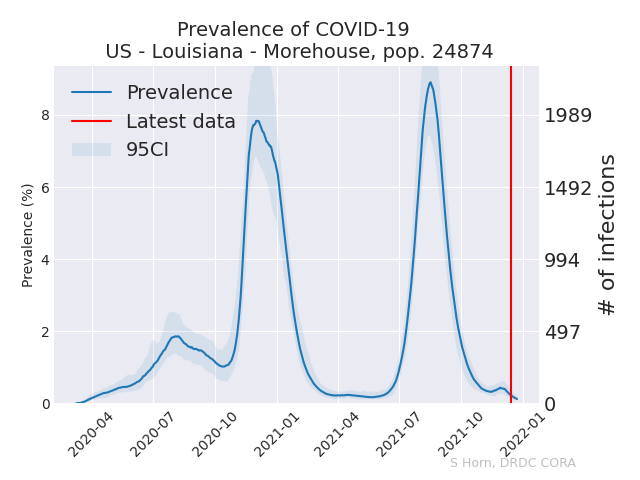 Prevalence of COVID-19
US - Louisiana - Morehouse, pop. 24874
Prevalence
Latest data
95CI
Prevalence (%)
8
6
4
2
0
1989
1492
994
497
0
# of infections
2020-04
2020-07
2020-10
2021-01
2021-04
2021-07
2021-10
2022-01
S Horn, DRDC CORA